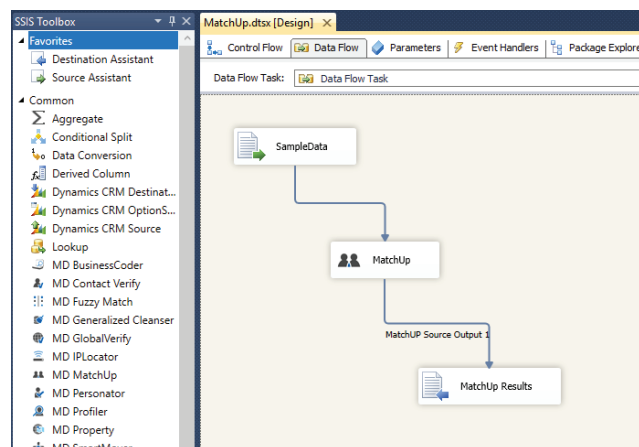 SSIS Toolbox
Favorites
Destination Assistant
Source Assistant
Common
Aggregate
Conditional Split
Data Conversion
Derived Column
Dynamics CRM Destinat...
Dynamics CRM OptionS...
Dynamics CRM Source
Lookup
MD BusinessCoder
MD Contact Verify
MD Fuzzy Match
MD Generalized Cleanser
MD GlobalVerify
MD IPLocator
MD MatchUp
MD Personator
MD Profiler
MD Property
MD SmartMover
MatchUp.dtsx [Design]
Control Flow Data Flow Parameters Event Handlers Package Explore
Data Flow Task: Data Flow Task
SampleData
MatchUp
MatchUP Source Output 1
MatchUp Results